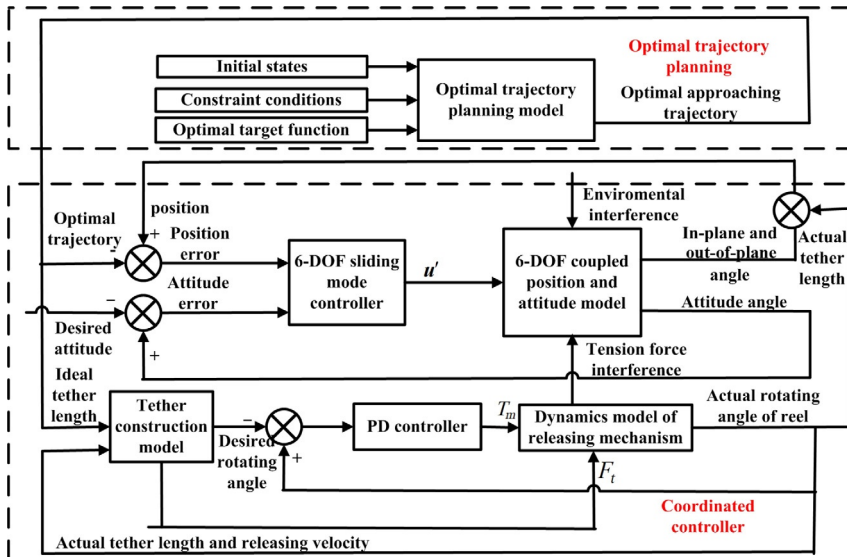 Initial states
Constraint conditions
Optimal target function
Optimal trajectory
planning model
Optimal trajectory
planning
Optimal approaching
trajectory
Optimal
trajectory
-
position
+
Position
error
Attitude
error
−
Desired
attitude
+
6-DOF sliding
mode
controller
u'
Enviromental
interference
6-DOF coupled
position and
attitude model
In-plane and
out-of-plane
angle
Actual
tether
length
Attitude angle
Tension force
interference
Ideal
tether
length
Tether
construction
model
−
Desired
rotating
angle
+
PD controller
Tm
Dynamics model of
releasing mechanism
Actual rotating
angle of reel
Ft
Coordinated
controller
Actual tether length and releasing velocity